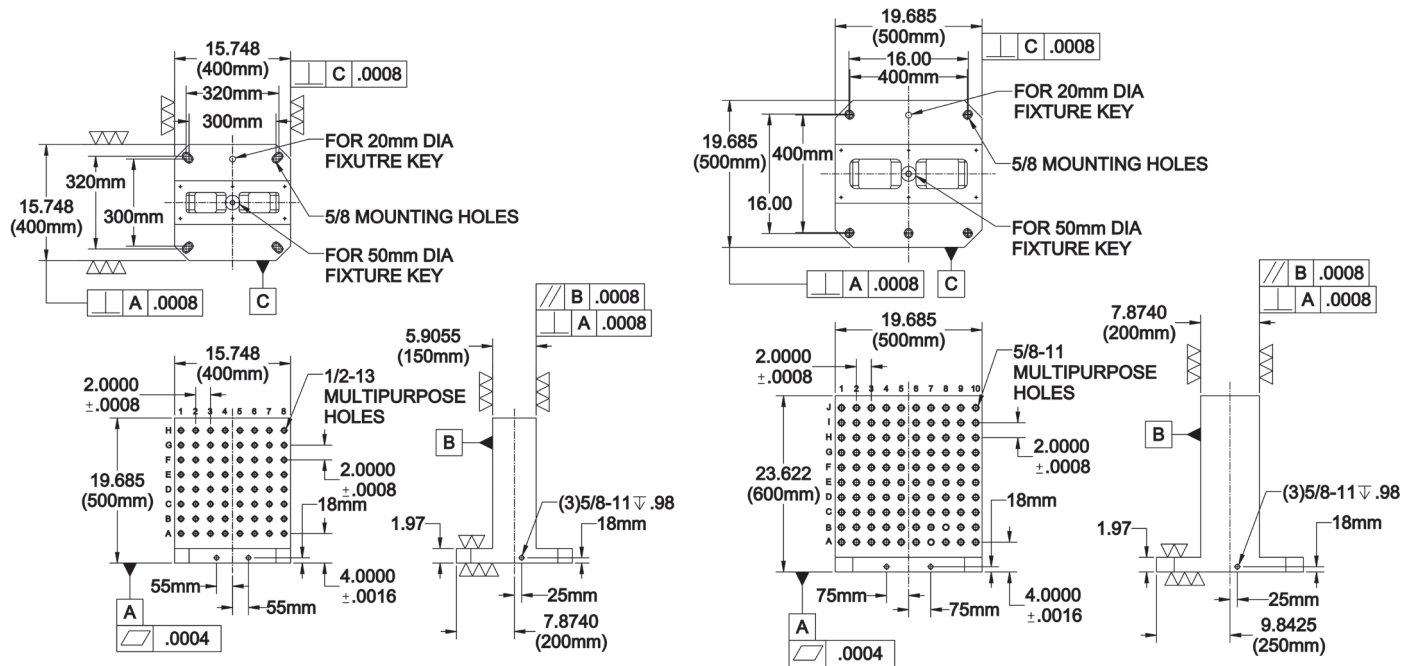 15.748
(400mm)
⊥ C .0008
320mm
300mm
FOR 20mm DIA
FIXUTRE KEY
320mm
15.748
(400mm)
300mm
5/8 MOUNTING HOLES
FOR 50mm DIA
FIXTURE KEY
⊥ A .0008
C
19.685
(500mm)
⊥ C .0008
16.00
400mm
FOR 20mm DIA
FIXTURE KEY
19.685
(500mm)
400mm
5/8 MOUNTING HOLES
16.00
FOR 50mm DIA
FIXTURE KEY
⊥ A .0008
C
15.748
(400mm)
2.0000
±.0008
1/2-13
MULTIPURPOSE
HOLES
1 2 3 4 5 6 7 8
H
G
F
E
D
C
B
A
19.685
(500mm)
2.0000
±.0008
18mm
55mm
55mm
4.0000
±.0016
A
⏥ .0004
// B .0008
⊥ A .0008
5.9055
(150mm)
B
(3)5/8-11 ↧ .98
1.97
18mm
25mm
7.8740
(200mm)
19.685
(500mm)
2.0000
±.0008
5/8-11
MULTIPURPOSE
HOLES
1 2 3 4 5 6 7 8 9 10
J
I
H
G
F
E
D
C
B
A
23.622
(600mm)
2.0000
±.0008
18mm
75mm
75mm
4.0000
±.0016
A
⏥ .0004
// B .0008
⊥ A .0008
7.8740
(200mm)
B
(3)5/8-11 ↧ .98
1.97
18mm
25mm
9.8425
(250mm)